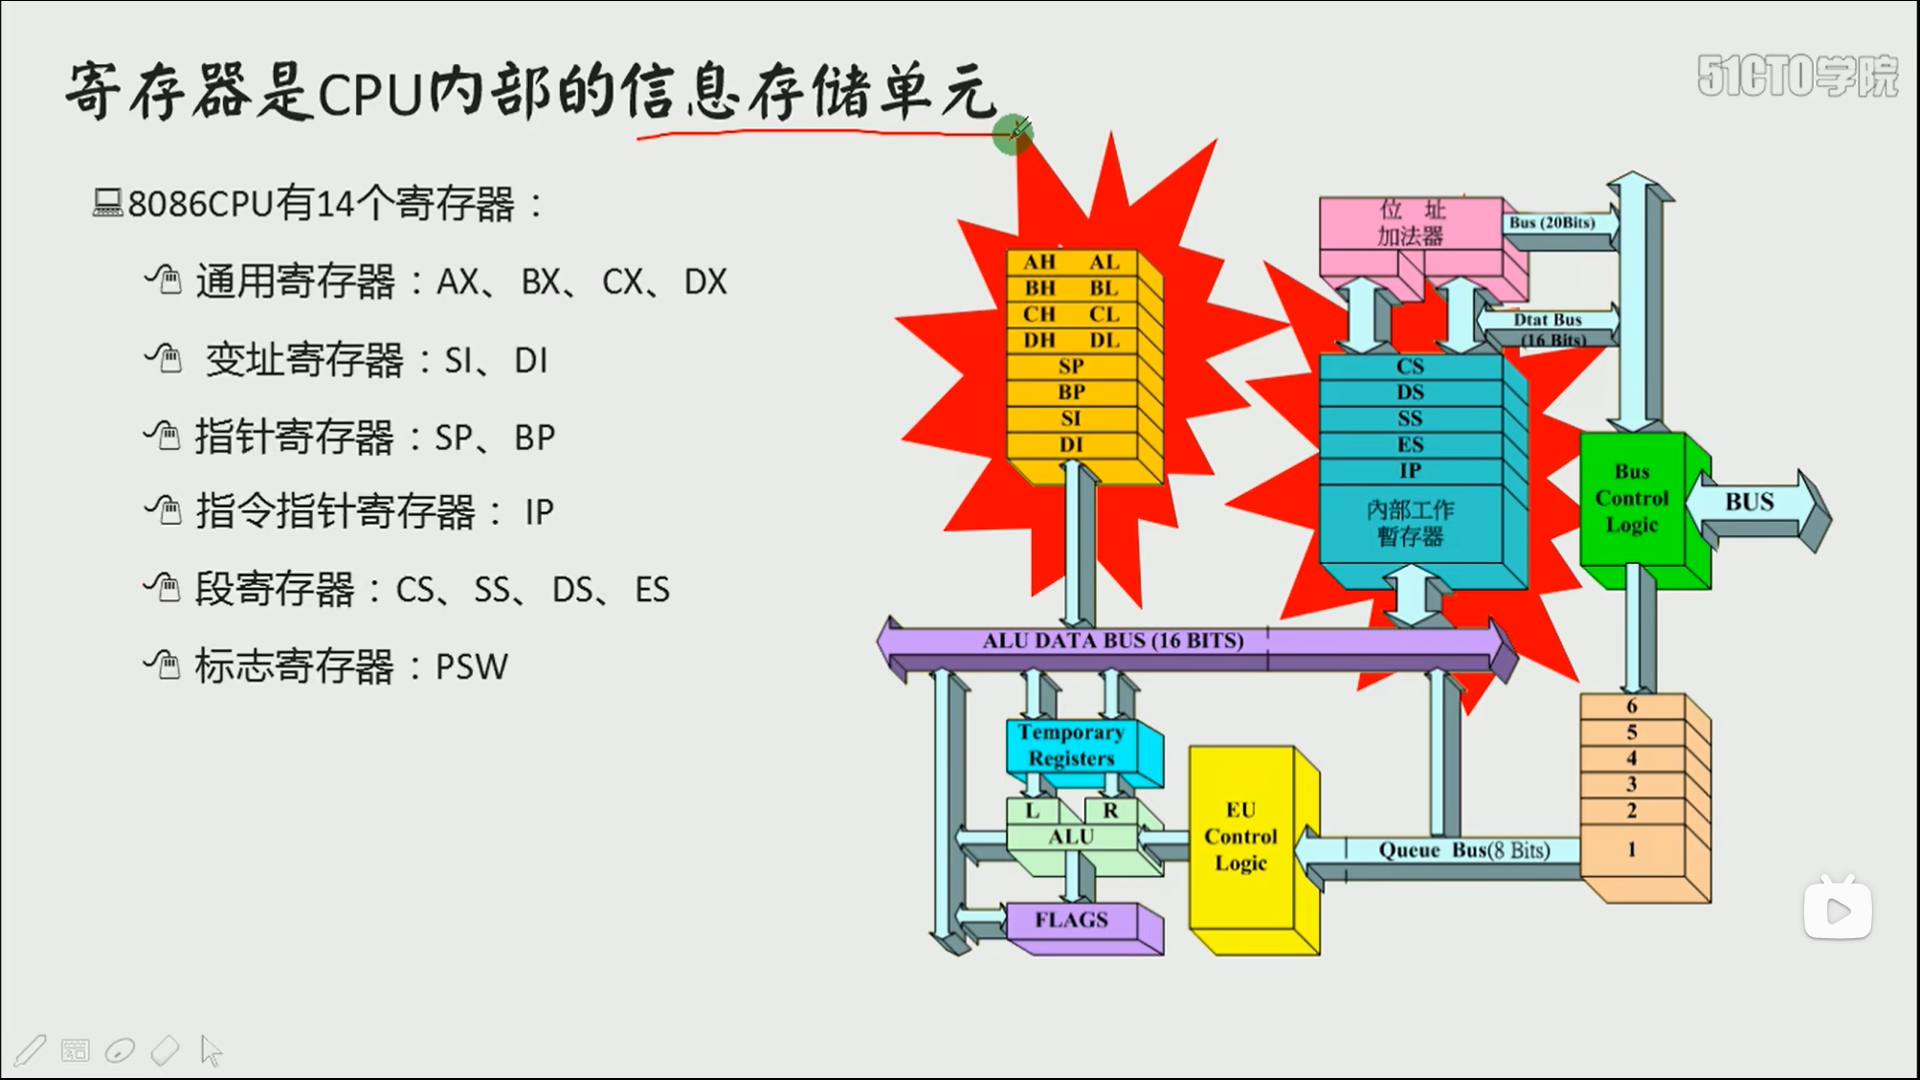 寄存器是CPU内部的信息存储单元
51CTO学院
8086CPU有14个寄存器：
通用寄存器：AX、BX、CX、DX
变址寄存器：SI、DI
指针寄存器：SP、BP
指令指针寄存器：IP
段寄存器：CS、SS、DS、ES
标志寄存器：PSW
AH AL
BH BL
CH CL
DH DL
SP
BP
SI
DI
位 址
加法器
Bus (20Bits)
Dtat Bus
(16 Bits)
CS
DS
SS
ES
IP
內部工作
暫存器
Bus
Control
Logic
BUS
ALU DATA BUS (16 BITS)
Temporary
Registers
L R
ALU
FLAGS
EU
Control
Logic
Queue Bus(8 Bits)
6
5
4
3
2
1